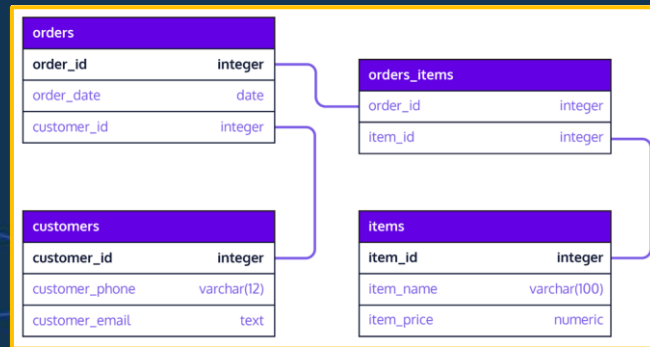 orders
order_id integer
order_date date
customer_id integer
orders_items
order_id integer
item_id integer
customers
customer_id integer
customer_phone varchar(12)
customer_email text
items
item_id integer
item_name varchar(100)
item_price numeric